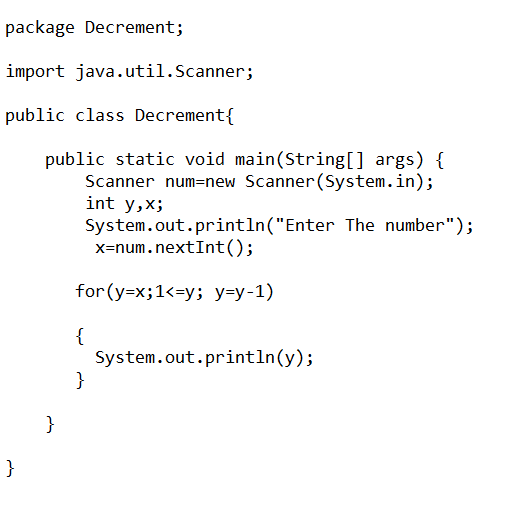 package Decrement;
import java.util.Scanner;
public class Decrement{
public static void main(String[] args) {
Scanner num=new Scanner(System.in);
int y,x;
System.out.println("Enter The number");
x=num.nextInt();
for(y=x;1<=y; y=y-1)
{
System.out.println(y);
}
}
}